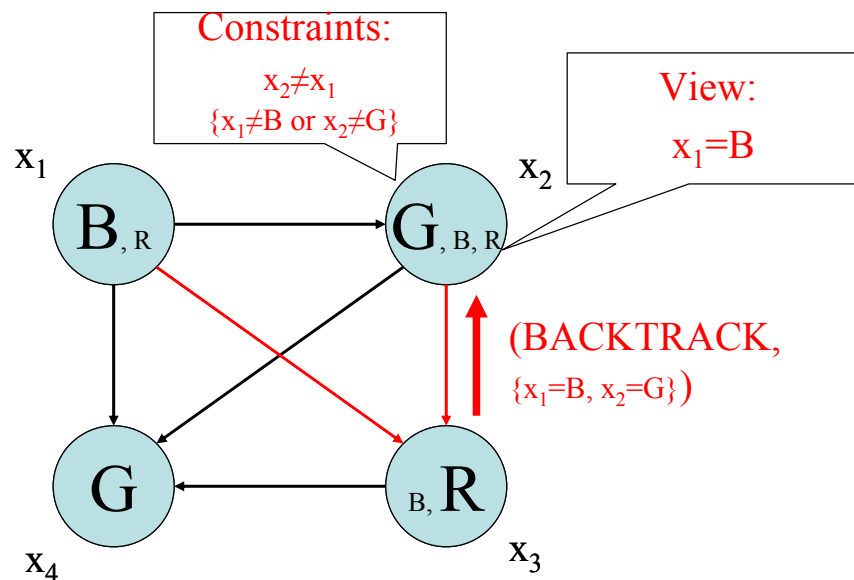 Constraints:
x₂≠x₁
{x₁≠B or x₂≠G}
View:
x₁=B
x₁
x₂
B, R
G, B, R
(BACKTRACK,
{x₁=B, x₂=G})
G
B, R
x₄
x₃